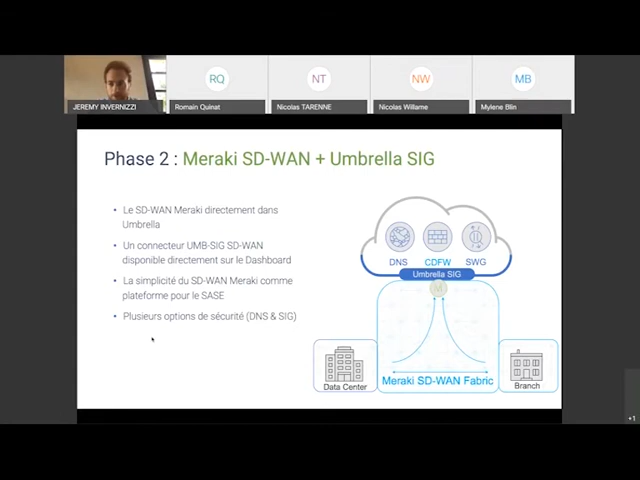 RQ
NT
NW
MB
JEREMY INVERNIZZI
Romain Quinat
Nicolas TARENNE
Nicolas Willame
Mylene Blin
Phase 2 : Meraki SD-WAN + Umbrella SIG
• Le SD-WAN Meraki directement dans
Umbrella
• Un connecteur UMB-SIG SD-WAN
disponible directement sur le Dashboard
• La simplicité du SD-WAN Meraki comme
plateforme pour le SASE
• Plusieurs options de sécurité (DNS & SIG)
DNS
CDFW
SWG
Umbrella SIG
M
Data Center
Meraki SD-WAN Fabric
Branch
+1